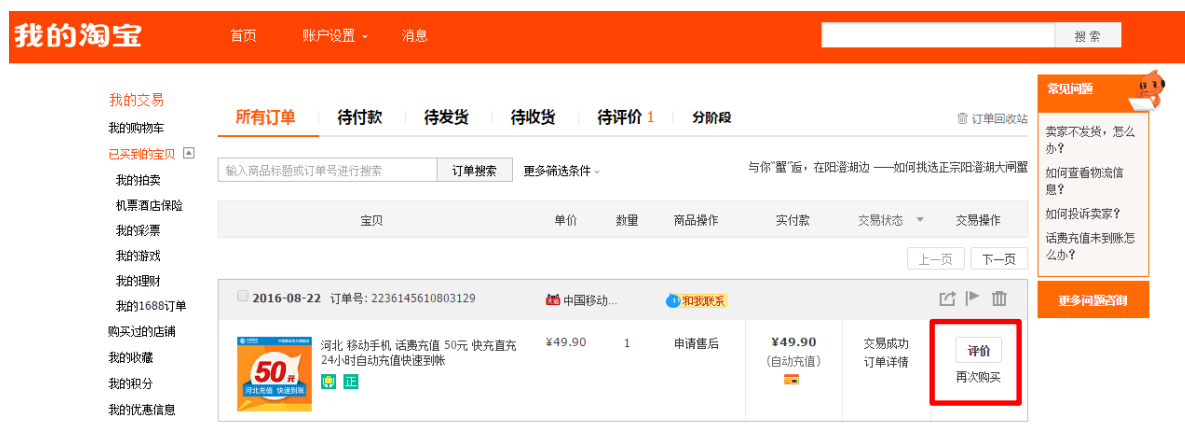 我的淘宝
首页 账户设置 消息
搜索
我的交易
我的购物车
已买到的宝贝
我的拍卖
机票酒店保险
我的彩票
我的游戏
我的理财
我的1688订单
购买过的店铺
我的收藏
我的积分
我的优惠信息
所有订单 待付款 待发货 待收货 待评价 1 分阶段
订单回收站
输入商品标题或订单号进行搜索 订单搜索 更多筛选条件
与你"蟹"逅，在阳澄湖边 ——如何挑选正宗阳澄湖大闸蟹
宝贝 单价 数量 商品操作 实付款 交易状态 交易操作
上一页 下一页
2016-08-22 订单号: 2236145610803129 中国移动... 和我联系
50元
河北充值 快速到账
河北 移动手机 话费充值 50元 快充直充
24小时自动充值快速到帐
正
¥49.90 1 申请售后
¥49.90
(自动充值)
交易成功
订单详情
评价
再次购买
常见问题
卖家不发货，怎么
办?
如何查看物流信
息?
如何投诉卖家?
话费充值未到账怎
么办?
更多问题咨询